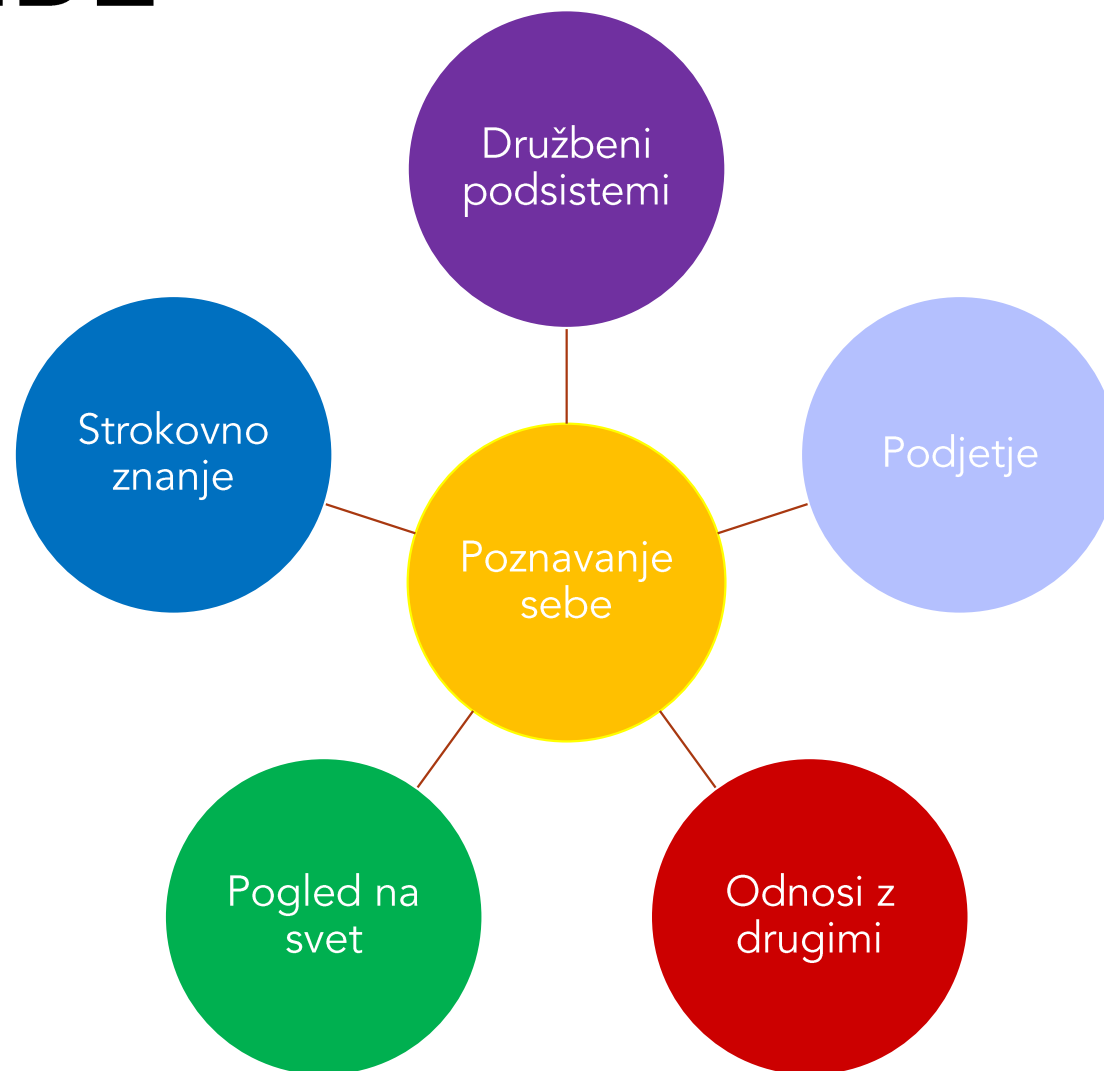 Družbeni
podsistemi
Strokovno
znanje
Podjetje
Poznavanje
sebe
Pogled na
svet
Odnosi z
drugimi